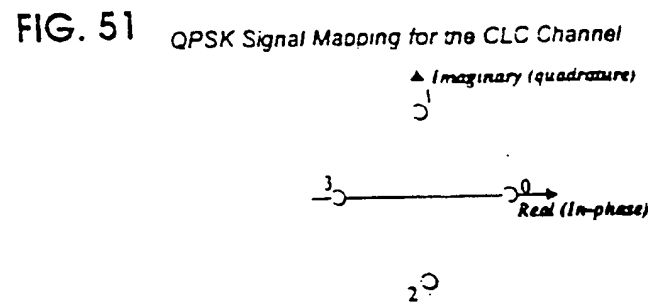 FIG. 51
QPSK Signal Mapping for the CLC Channel
Imaginary (quadrature)
1
3
0
Real (In-phase)
2